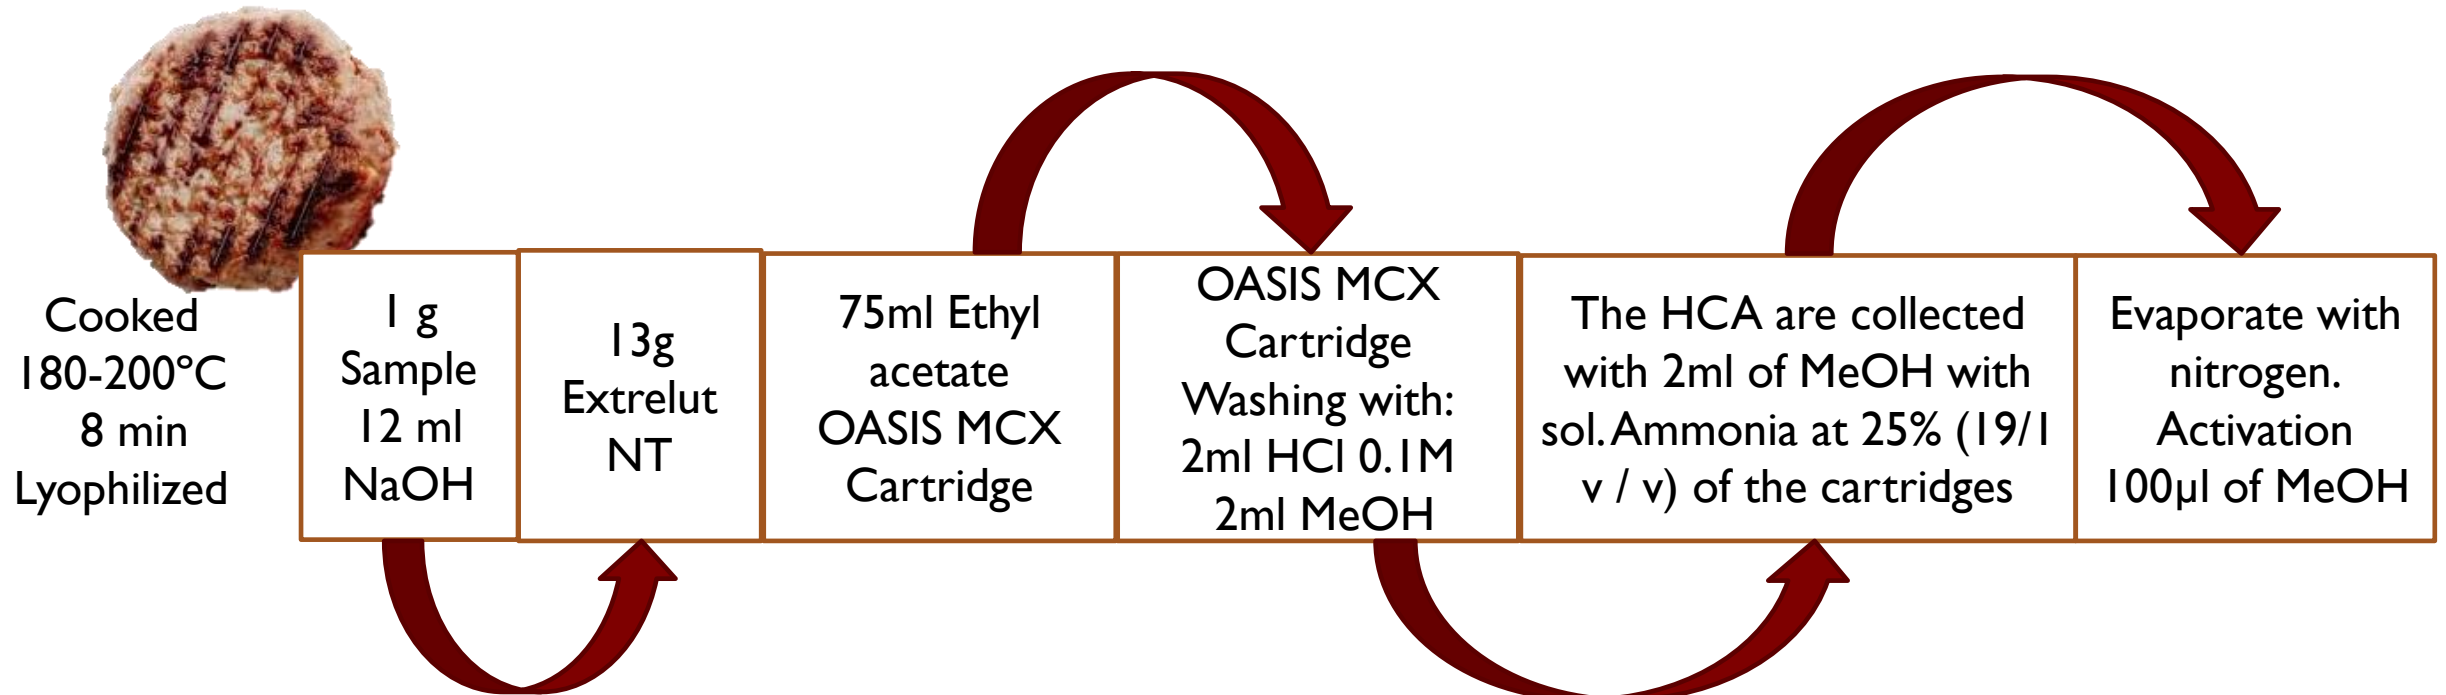 Cooked
180-200ºC
8 min
Lyophilized
1 g
Sample
12 ml
NaOH
13g
Extrelut
NT
75ml Ethyl
acetate
OASIS MCX
Cartridge
OASIS MCX
Cartridge
Washing with:
2ml HCl 0.1M
2ml MeOH
The HCA are collected
with 2ml of MeOH with
sol. Ammonia at 25% (19/1
v / v) of the cartridges
Evaporate with
nitrogen.
Activation
100µl of MeOH